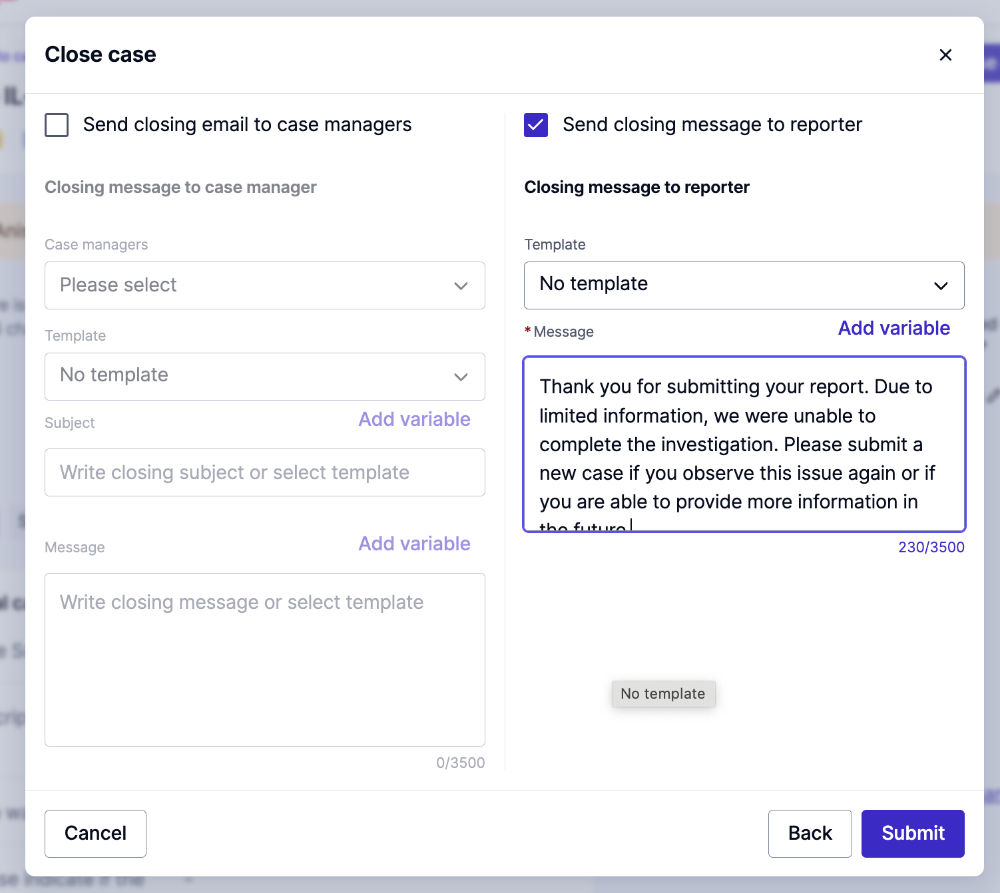 Close case
Send closing email to case managers
Closing message to case manager
Case managers
Please select
Template
No template
Subject
Add variable
Write closing subject or select template
Message
Add variable
Write closing message or select template
0/3500
Send closing message to reporter
Closing message to reporter
Template
No template
* Message
Add variable
Thank you for submitting your report. Due to
limited information, we were unable to
complete the investigation. Please submit a
new case if you observe this issue again or if
you are able to provide more information in
the future.
230/3500
No template
Cancel
Back
Submit
se indicate if the